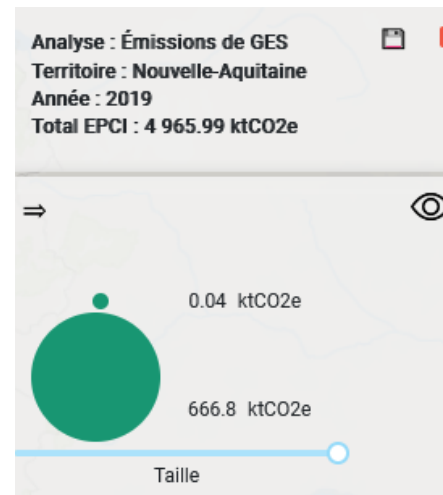 Analyse : Émissions de GES
Territoire : Nouvelle-Aquitaine
Année : 2019
Total EPCI : 4 965.99 ktCO2e
⇒
0.04 ktCO2e
666.8 ktCO2e
Taille